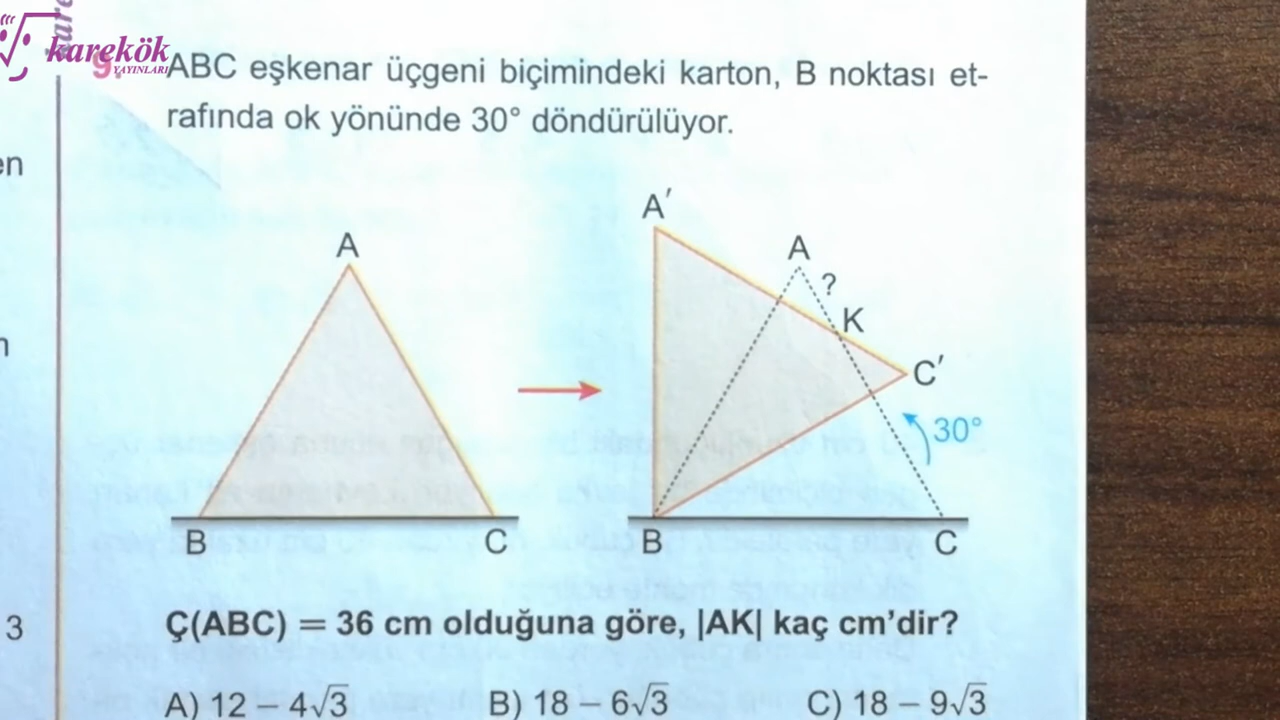 karekök
YAYINLARI
9.
ABC eşkenar üçgeni biçimindeki karton, B noktası et-
rafında ok yönünde 30° döndürülüyor.
en
A
B
C
A′
A
?
K
C′
30°
B
C
3
Ç(ABC) = 36 cm olduğuna göre, |AK| kaç cm'dir?
A) 12 – 4√3
B) 18 – 6√3
C) 18 – 9√3